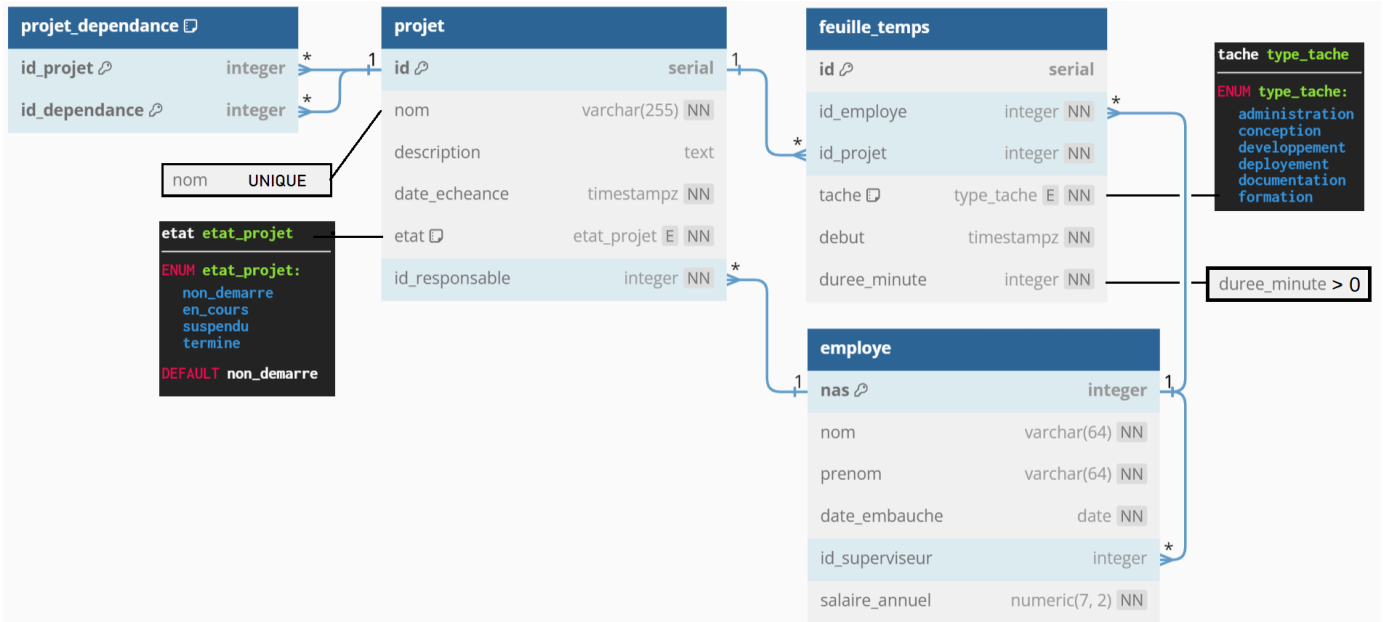 projet_dependance
id_projet integer
id_dependance integer
*
*
1
projet
id serial
nom varchar(255) NN
description text
date_echeance timestampz NN
etat etat_projet E NN
id_responsable integer NN
1
*
*
nom UNIQUE
etat etat_projet
ENUM etat_projet:
non_demarre
en_cours
suspendu
termine
DEFAULT non_demarre
feuille_temps
id serial
id_employe integer NN
id_projet integer NN
tache type_tache E NN
debut timestampz NN
duree_minute integer NN
*
tache type_tache
ENUM type_tache:
administration
conception
developpement
deployement
documentation
formation
duree_minute > 0
employe
1
nas integer
1
nom varchar(64) NN
prenom varchar(64) NN
date_embauche date NN
id_superviseur integer
*
salaire_annuel numeric(7, 2) NN